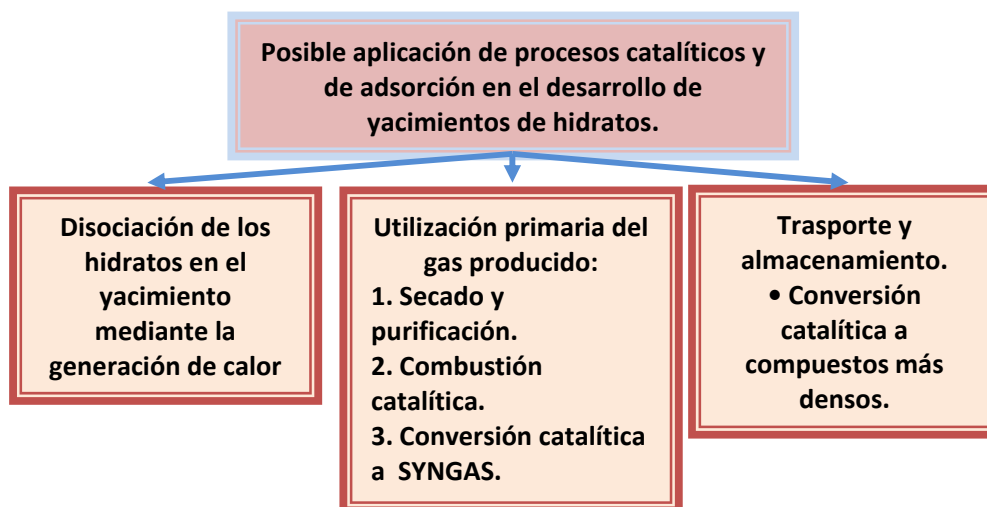 Posible aplicación de procesos catalíticos y
de adsorción en el desarrollo de
yacimientos de hidratos.
Disociación de los
hidratos en el
yacimiento
mediante la
generación de calor
Utilización primaria del
gas producido:
1. Secado y
purificación.
2. Combustión
catalítica.
3. Conversión catalítica
a SYNGAS.
Trasporte y
almacenamiento.
• Conversión
catalítica a
compuestos más
densos.